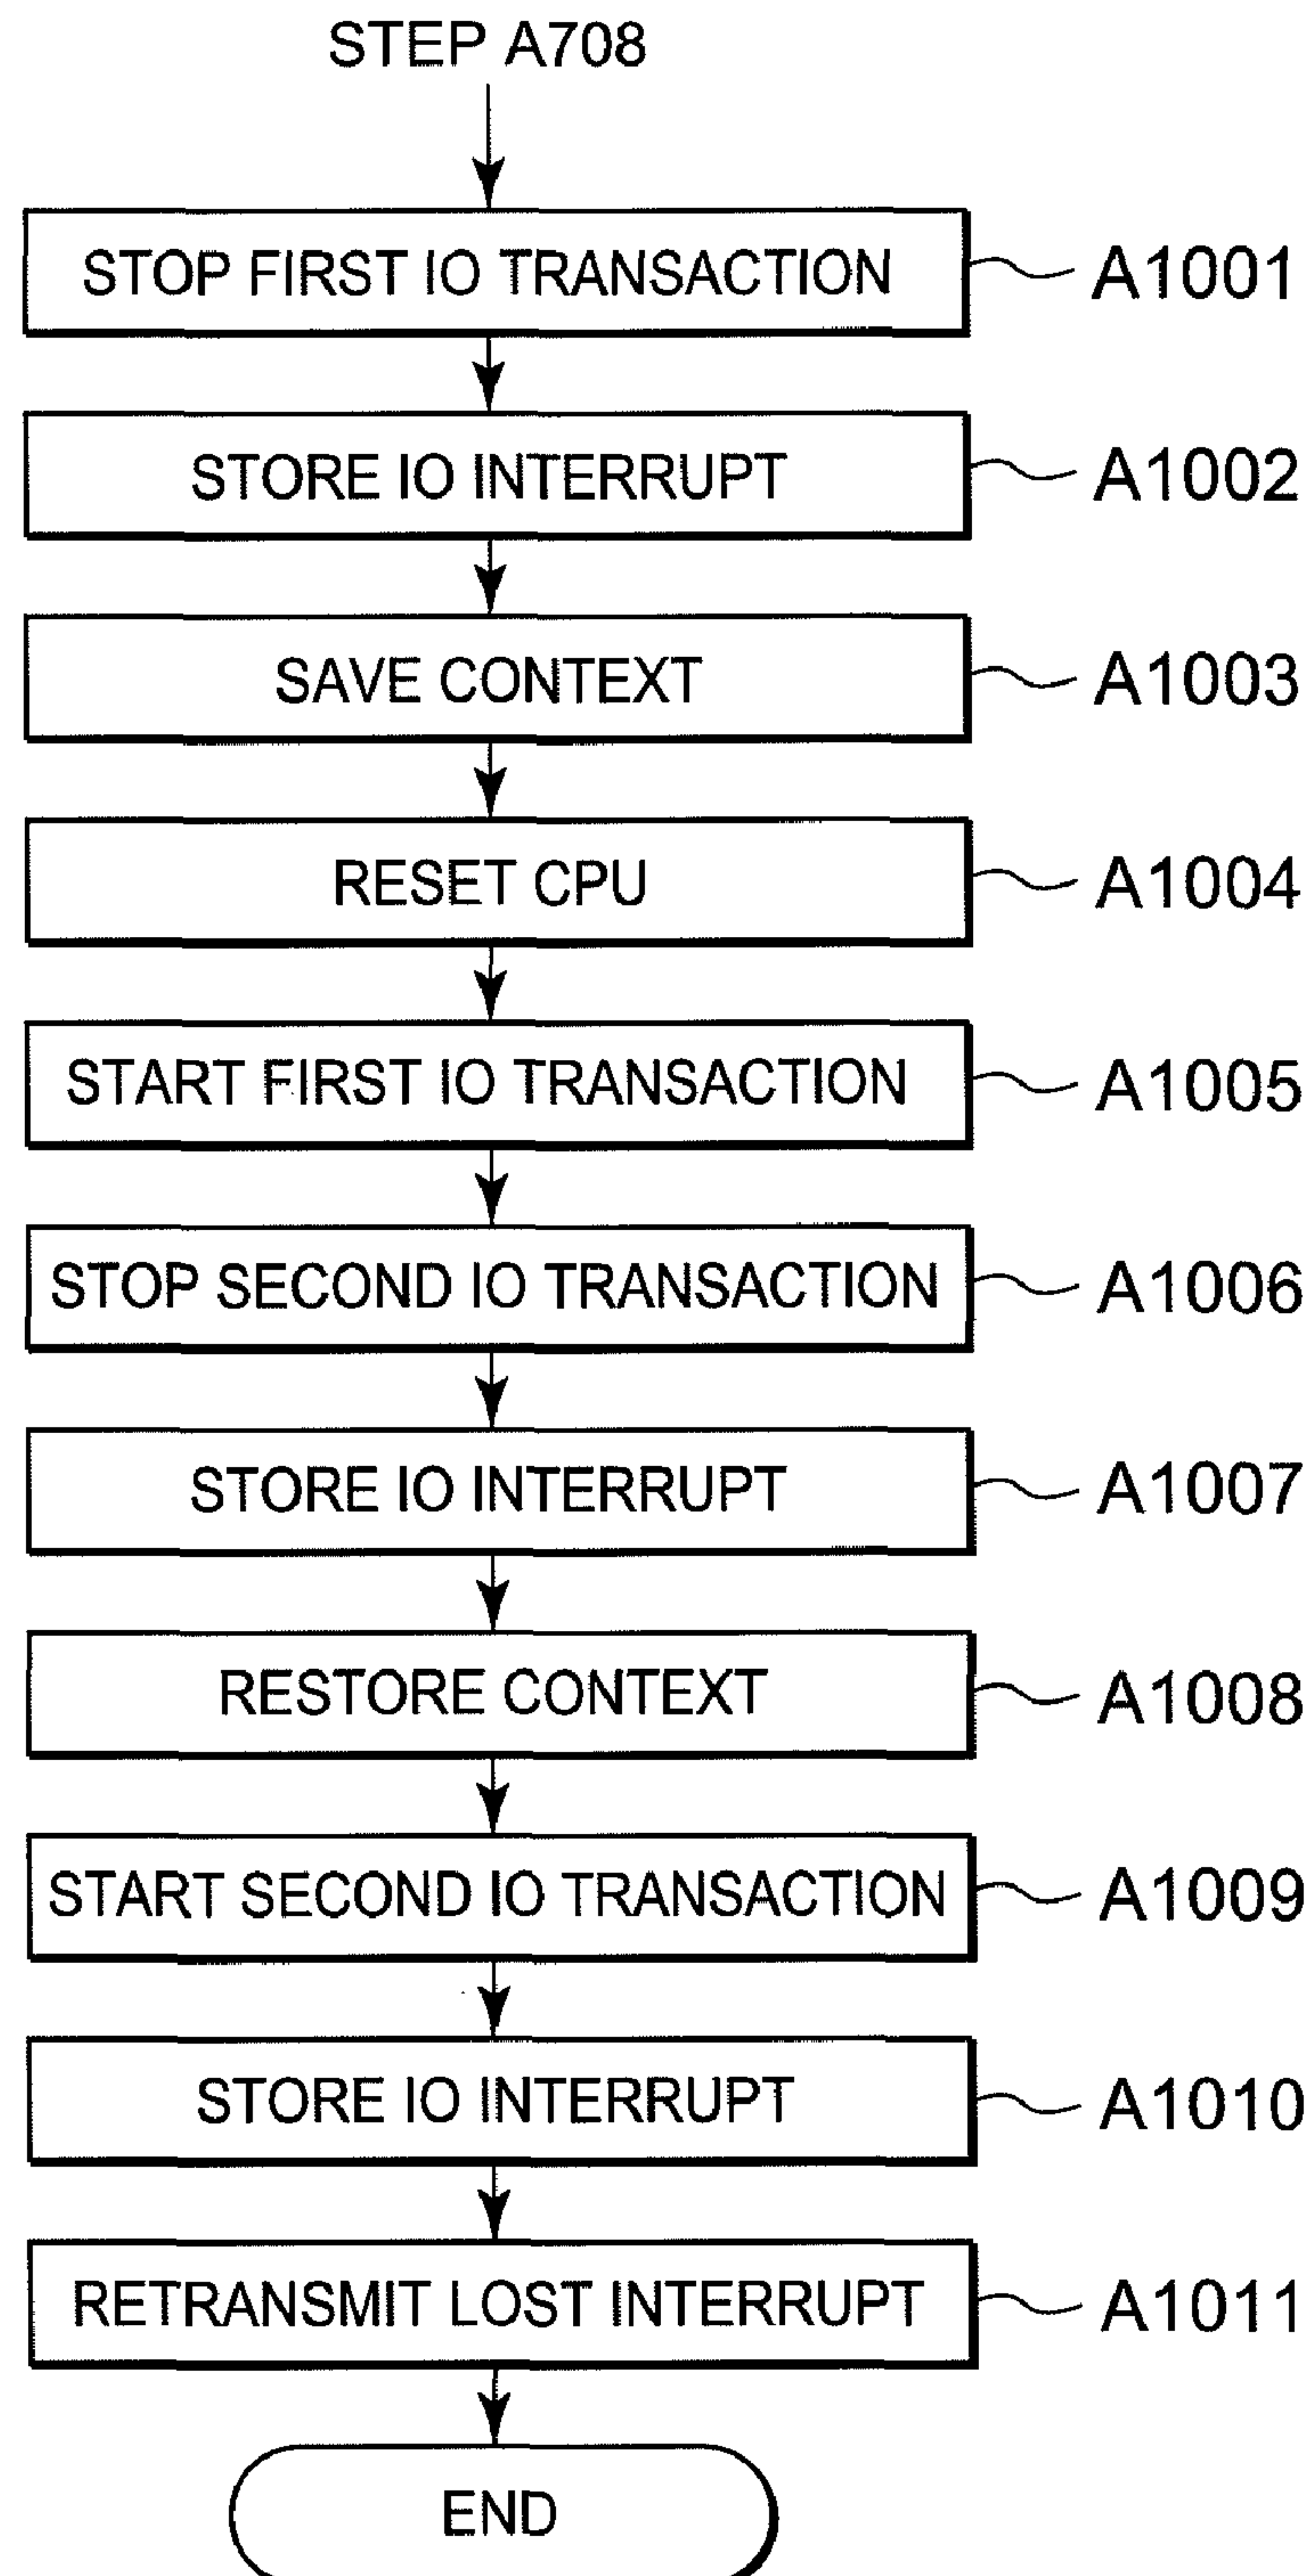 STEP A708
STOP FIRST IO TRANSACTION A1001
STORE IO INTERRUPT A1002
SAVE CONTEXT A1003
RESET CPU A1004
START FIRST IO TRANSACTION A1005
STOP SECOND IO TRANSACTION A1006
STORE IO INTERRUPT A1007
RESTORE CONTEXT A1008
START SECOND IO TRANSACTION A1009
STORE IO INTERRUPT A1010
RETRANSMIT LOST INTERRUPT A1011
END